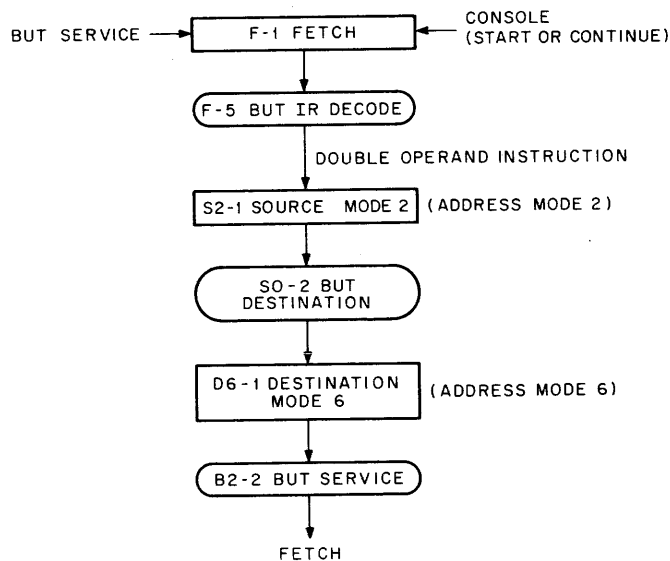 BUT SERVICE
F-1 FETCH
CONSOLE
(START OR CONTINUE)
F-5 BUT IR DECODE
DOUBLE OPERAND INSTRUCTION
S2-1 SOURCE MODE 2
(ADDRESS MODE 2)
SO-2 BUT
DESTINATION
D6-1 DESTINATION
MODE 6
(ADDRESS MODE 6)
B2-2 BUT SERVICE
FETCH